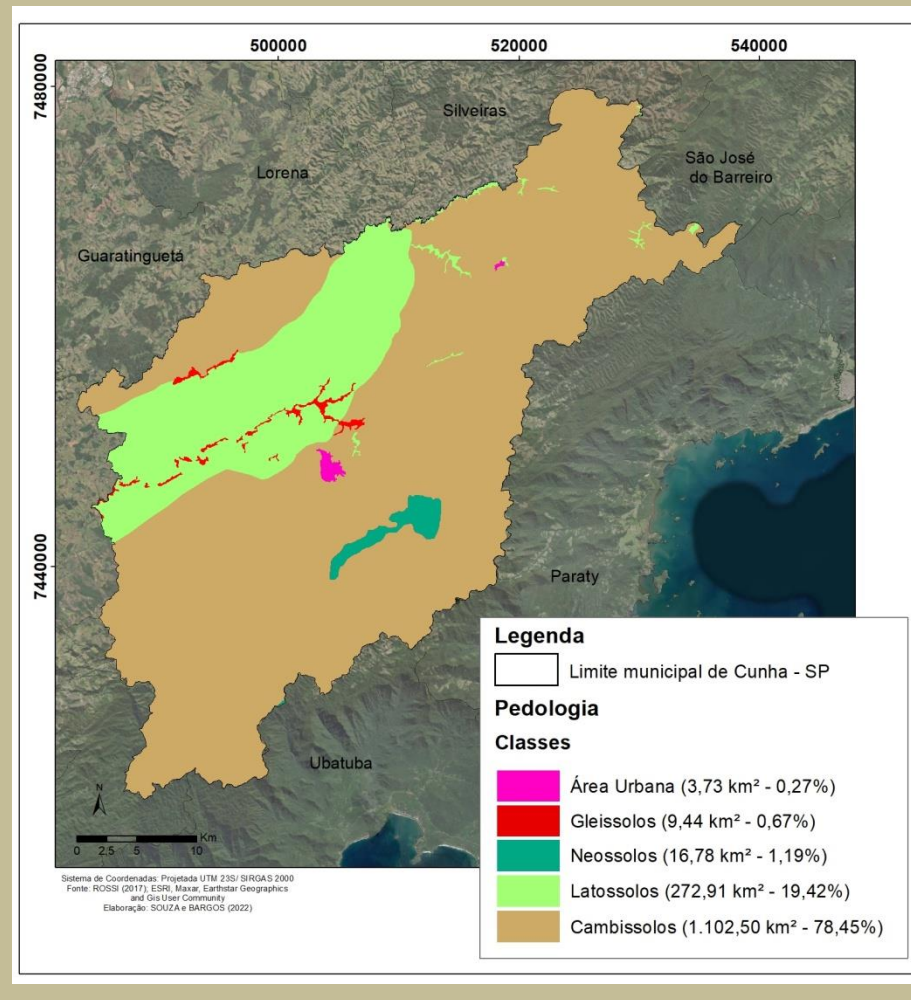 500000
520000
540000
7480000
7440000
Silveiras
São José
do Barreiro
Lorena
Guaratinguetá
Paraty
Ubatuba
N
Km
0 2,5 5 10
Sistema de Coordenadas: Projetada UTM 23S/ SIRGAS 2000
Fonte: ROSSI (2017); ESRI, Maxar, Earthstar Geographics
and Gis User Community
Elaboração: SOUZA e BARGOS (2022)
Legenda
Limite municipal de Cunha - SP
Pedologia
Classes
Área Urbana (3,73 km² - 0,27%)
Gleissolos (9,44 km² - 0,67%)
Neossolos (16,78 km² - 1,19%)
Latossolos (272,91 km² - 19,42%)
Cambissolos (1.102,50 km² - 78,45%)